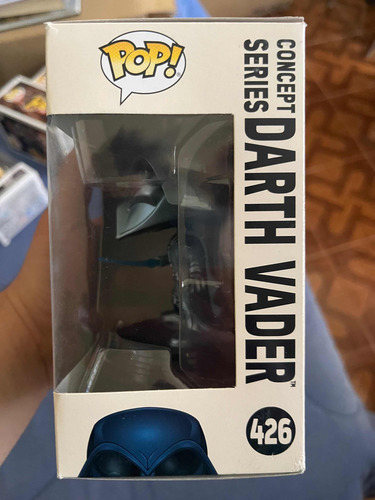 POP!
CONCEPT
SERIES
DARTH VADER™
426